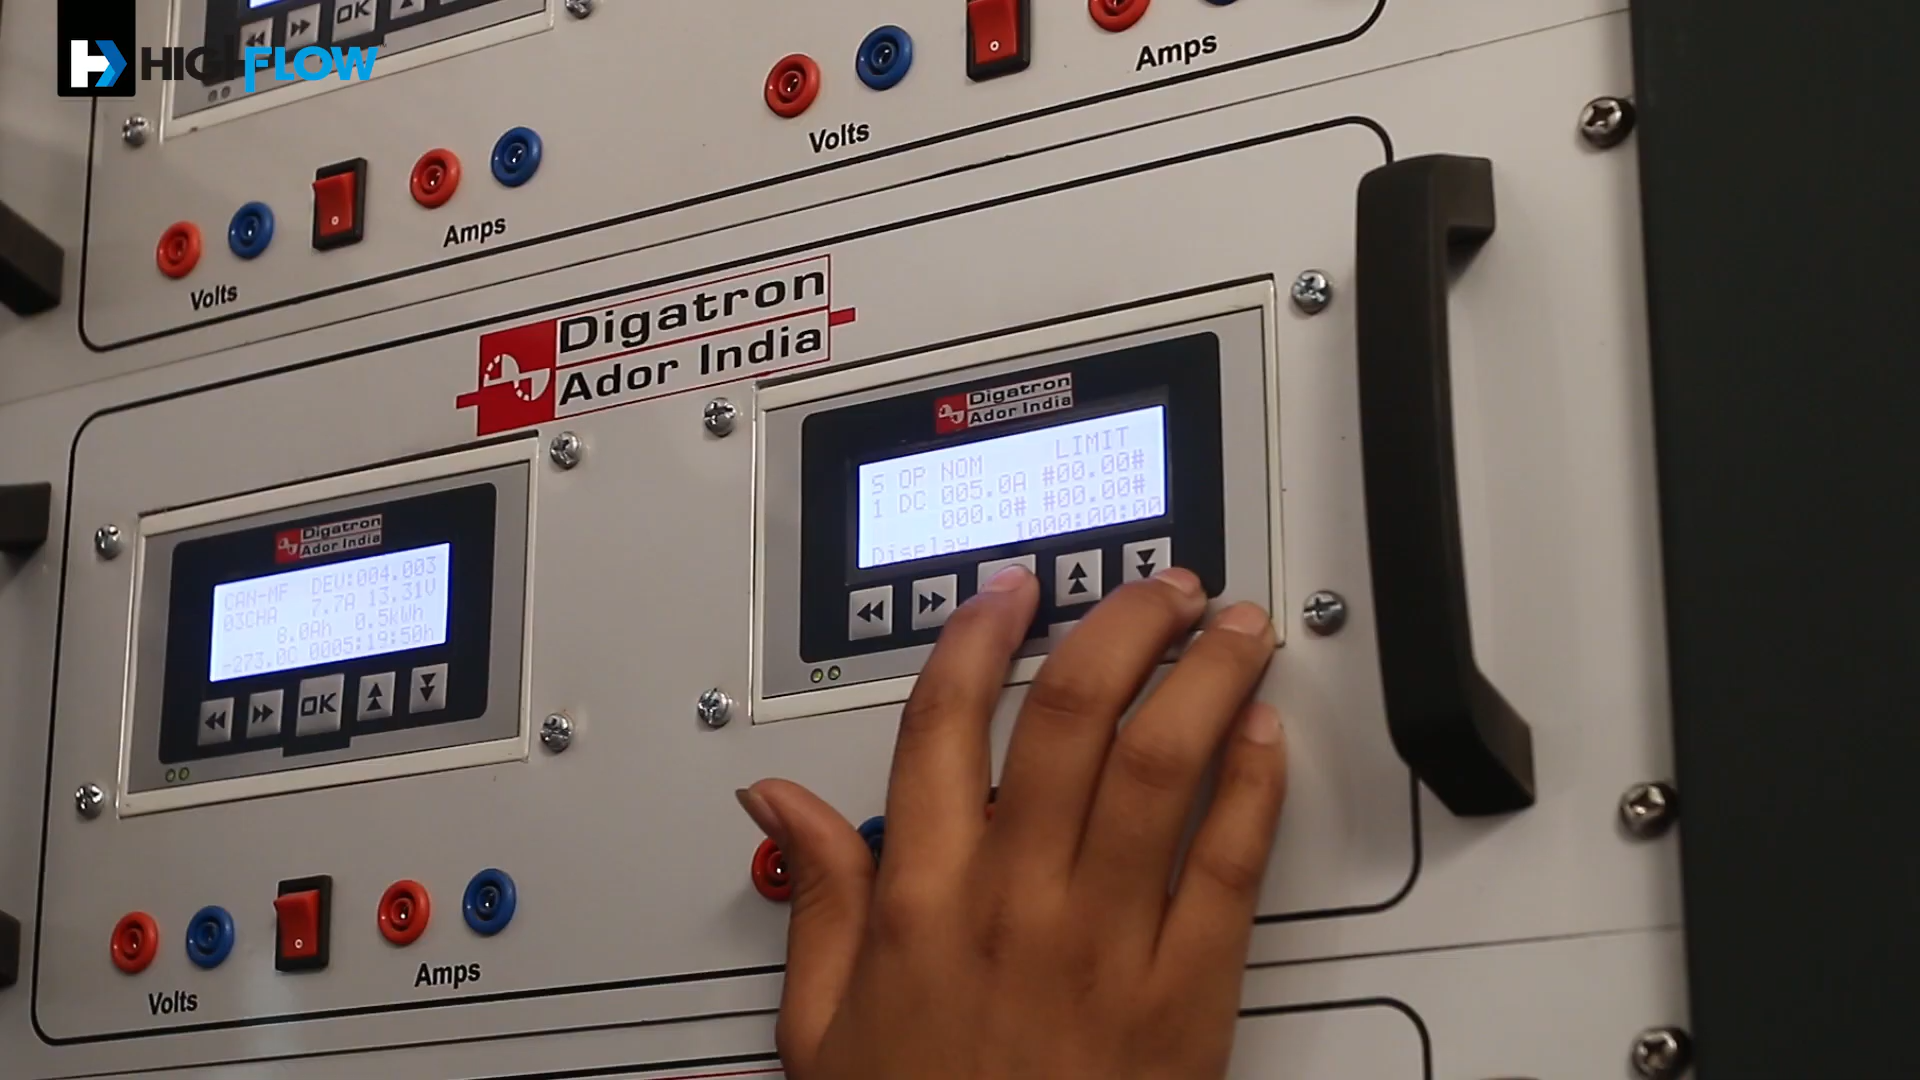 HIGHFLOW
OK
Volts
Amps
Volts
Amps
Digatron
Ador India
Digatron
Ador India
S OP NOM LIMIT
1 DC 005.0A #00.00#
000.0# #00.00#
Display 1000:00:00
Digatron
Ador India
CAN-MF DEV:004.003
03CHA 7.7A 13.31V
8.0Ah 0.5kWh
-273.0C 0005:19:50h
OK
Volts
Amps